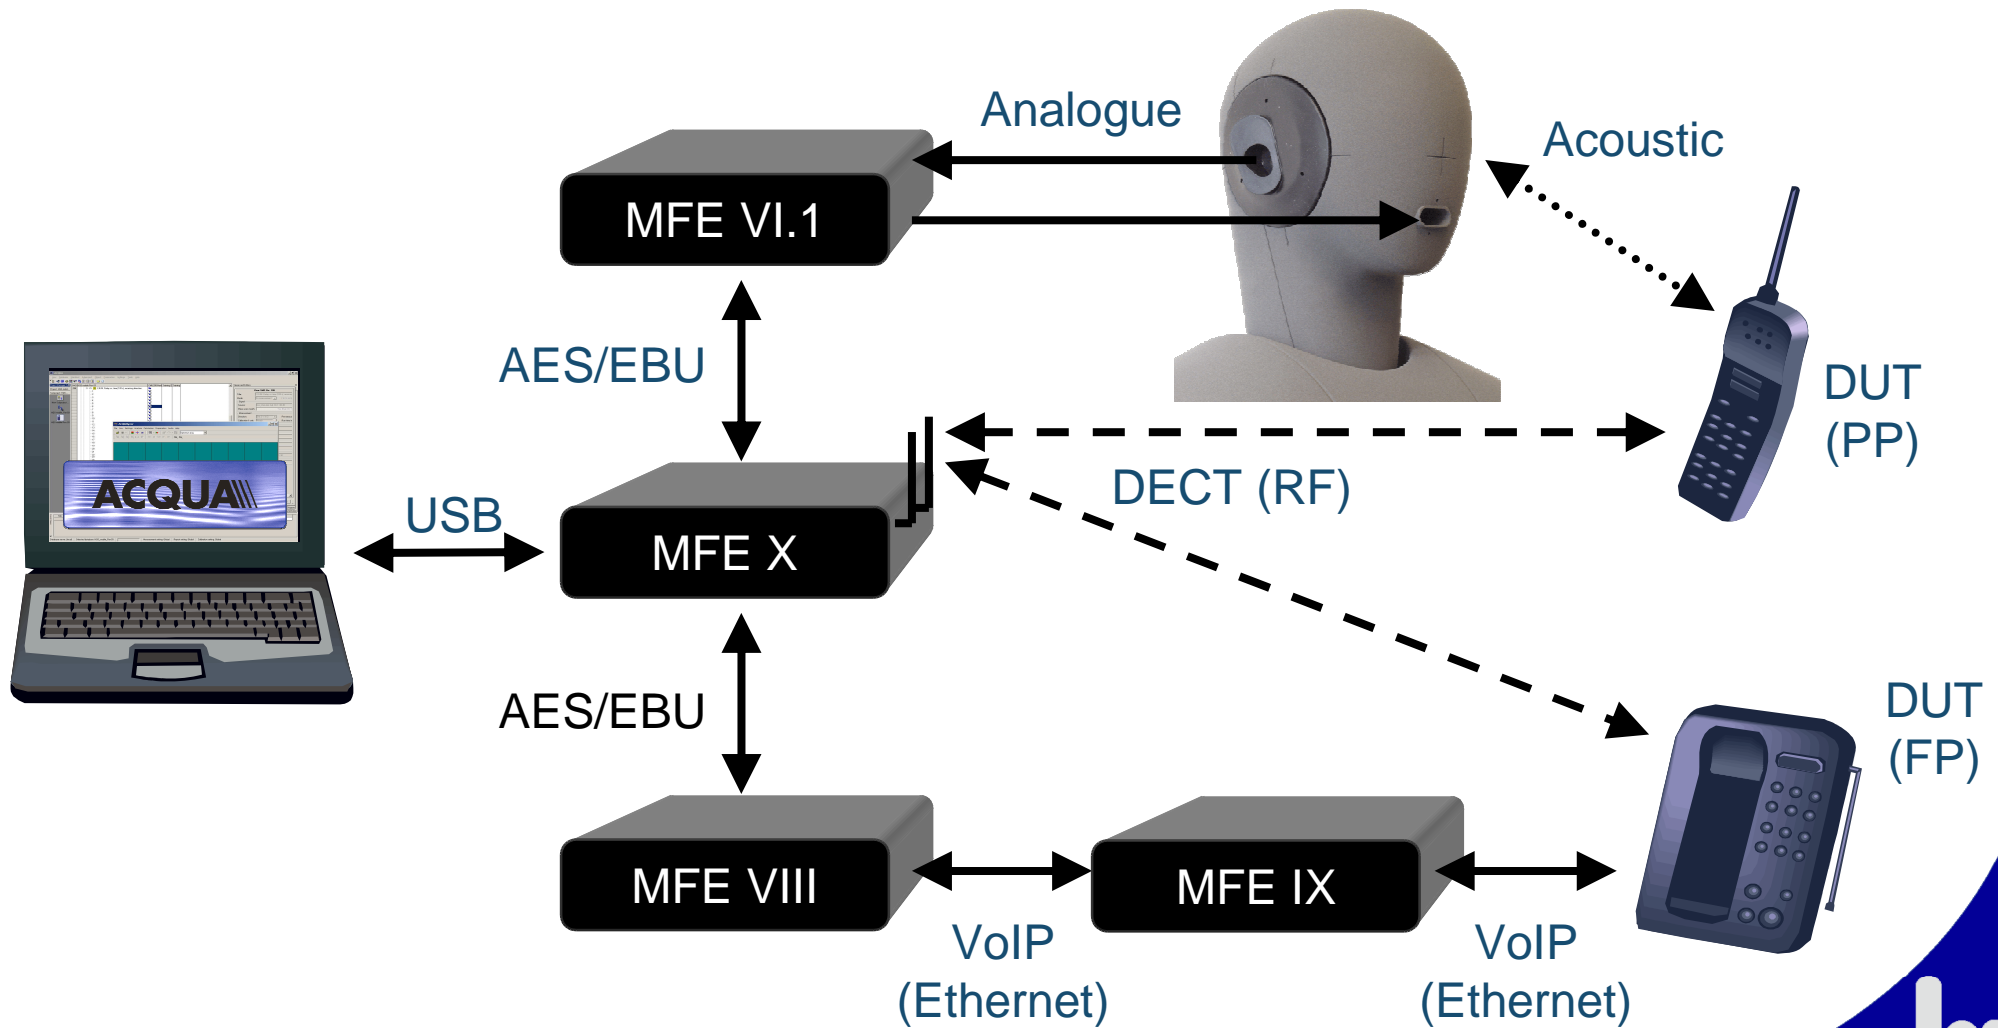 Analogue
Acoustic
MFE VI.1
AES/EBU
DUT
(PP)
DECT (RF)
ACQUA
USB
MFE X
AES/EBU
DUT
(FP)
MFE VIII
MFE IX
VoIP
(Ethernet)
VoIP
(Ethernet)